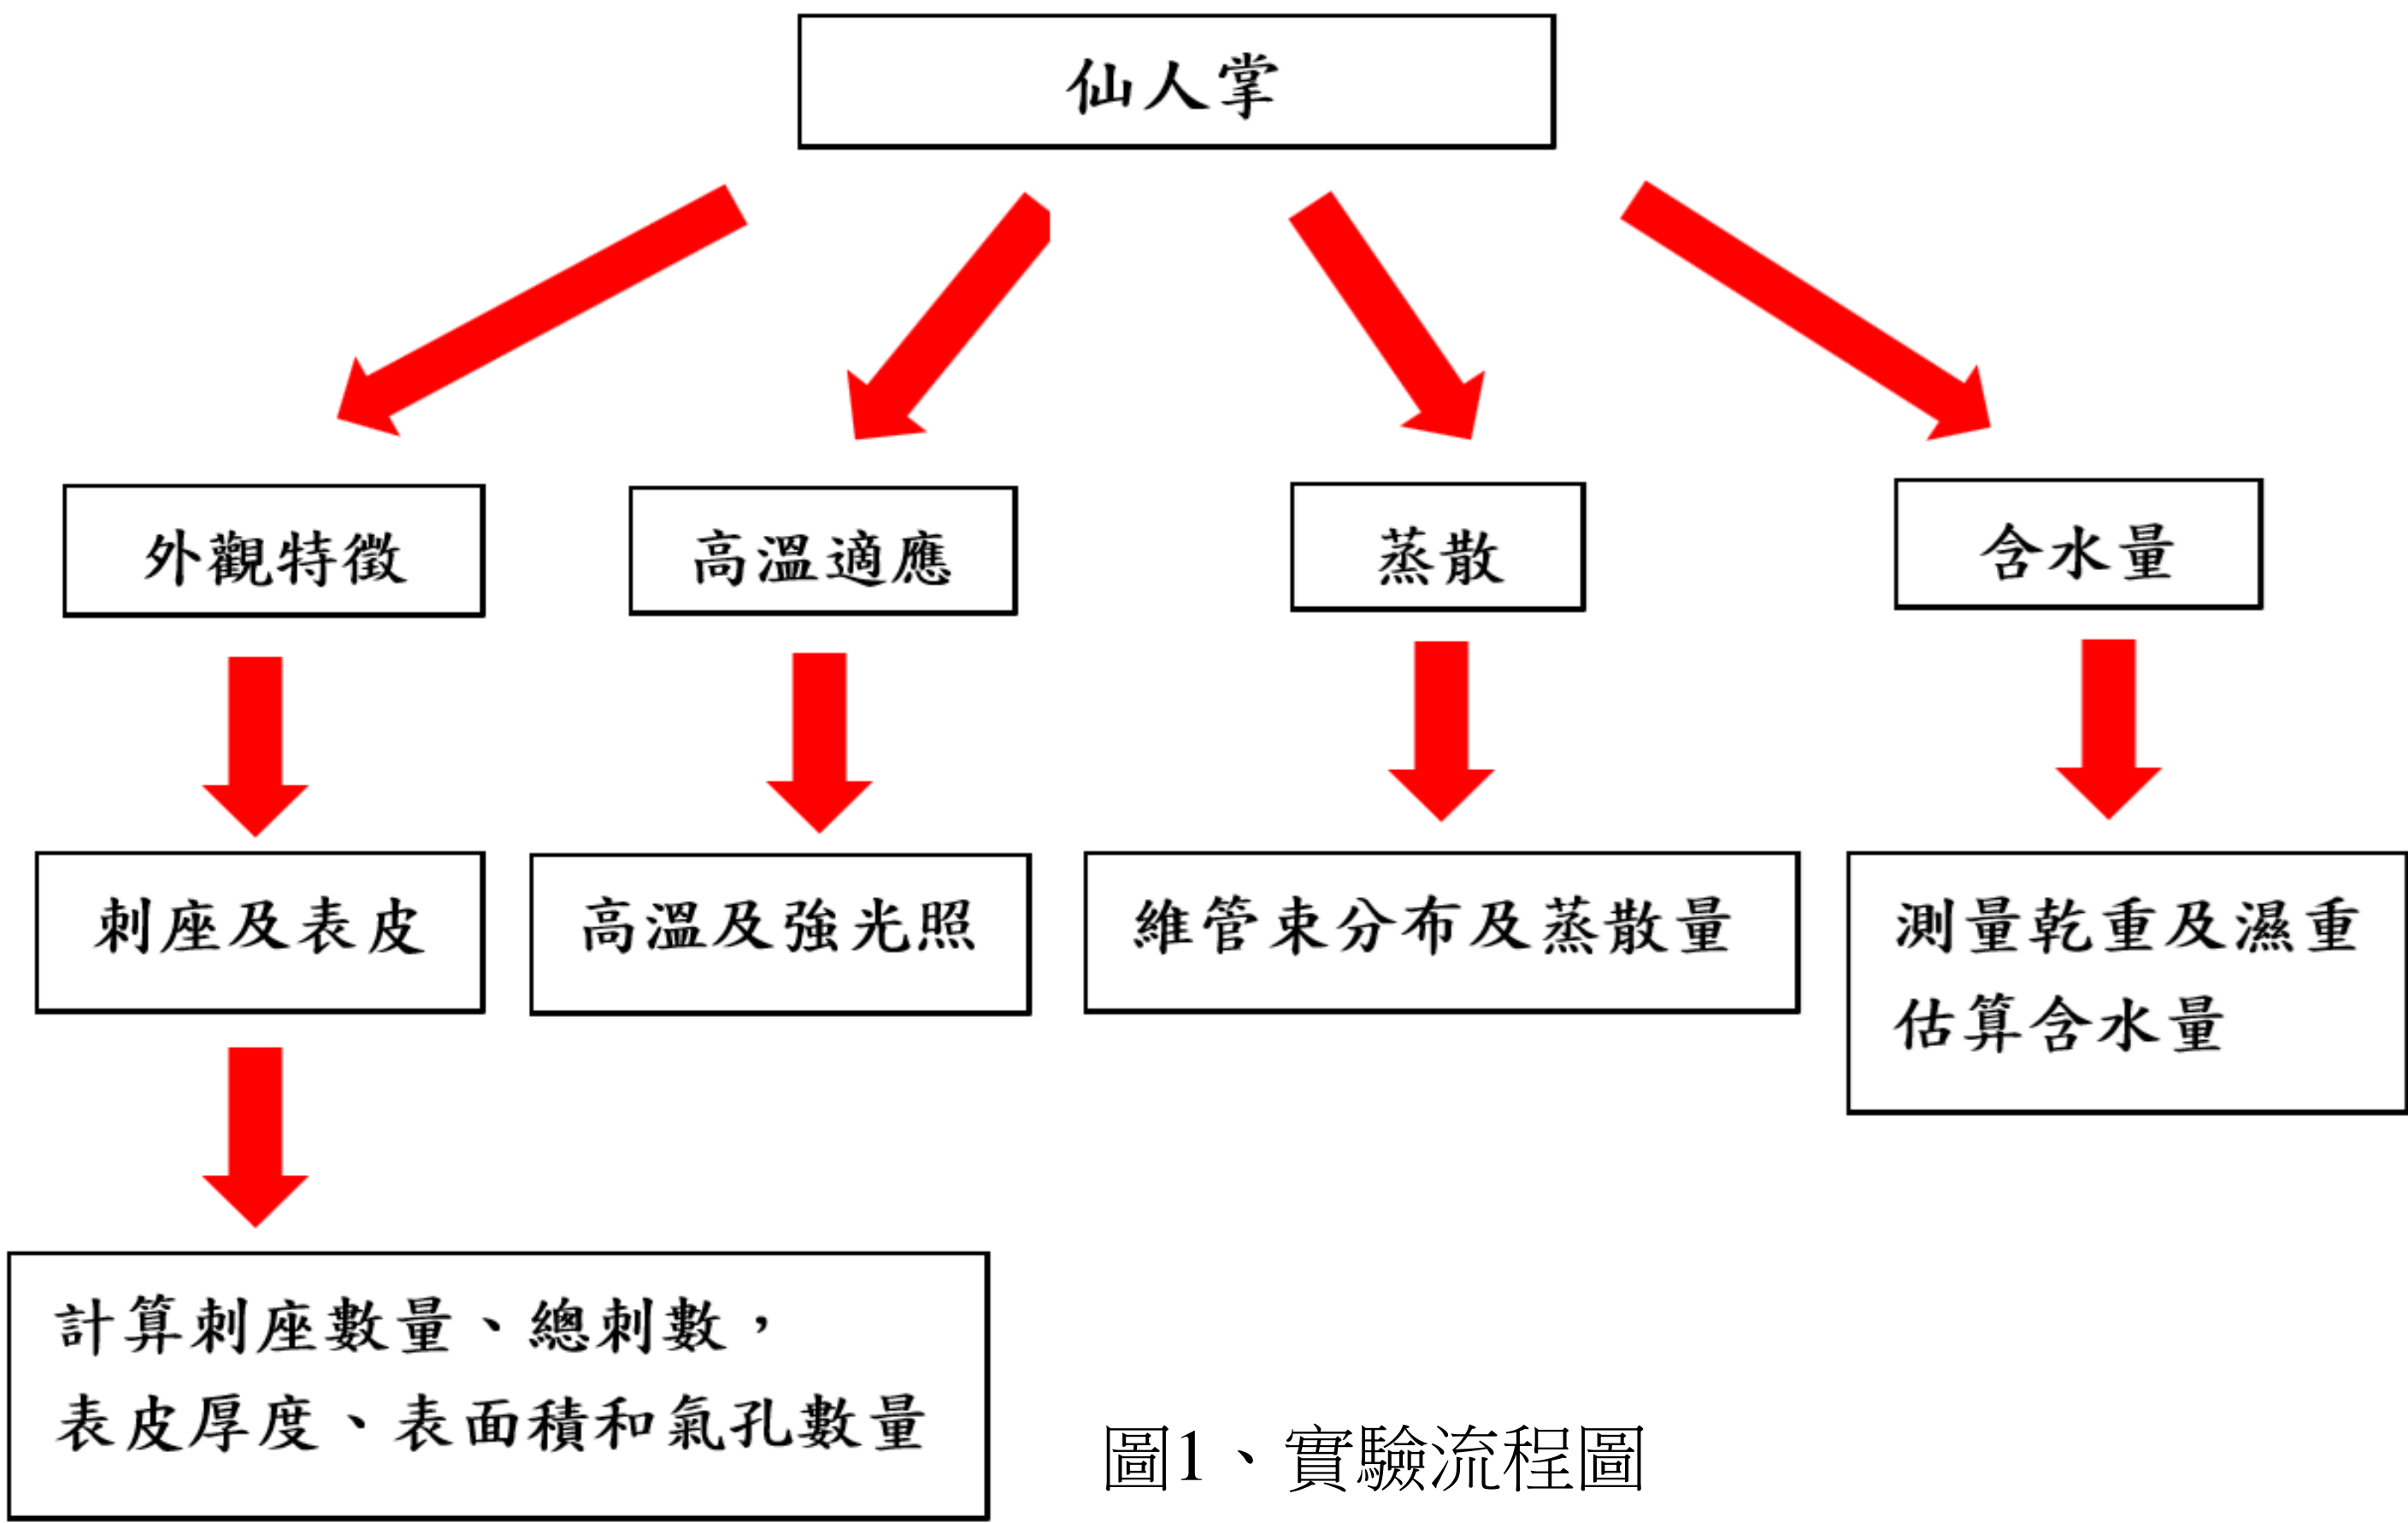 仙人掌
外觀特徵
高溫適應
蒸散
含水量
刺座及表皮
高溫及強光照
維管束分布及蒸散量
測量乾重及濕重
估算含水量
計算刺座數量、總刺數，
表皮厚度、表面積和氣孔數量
圖1、實驗流程圖